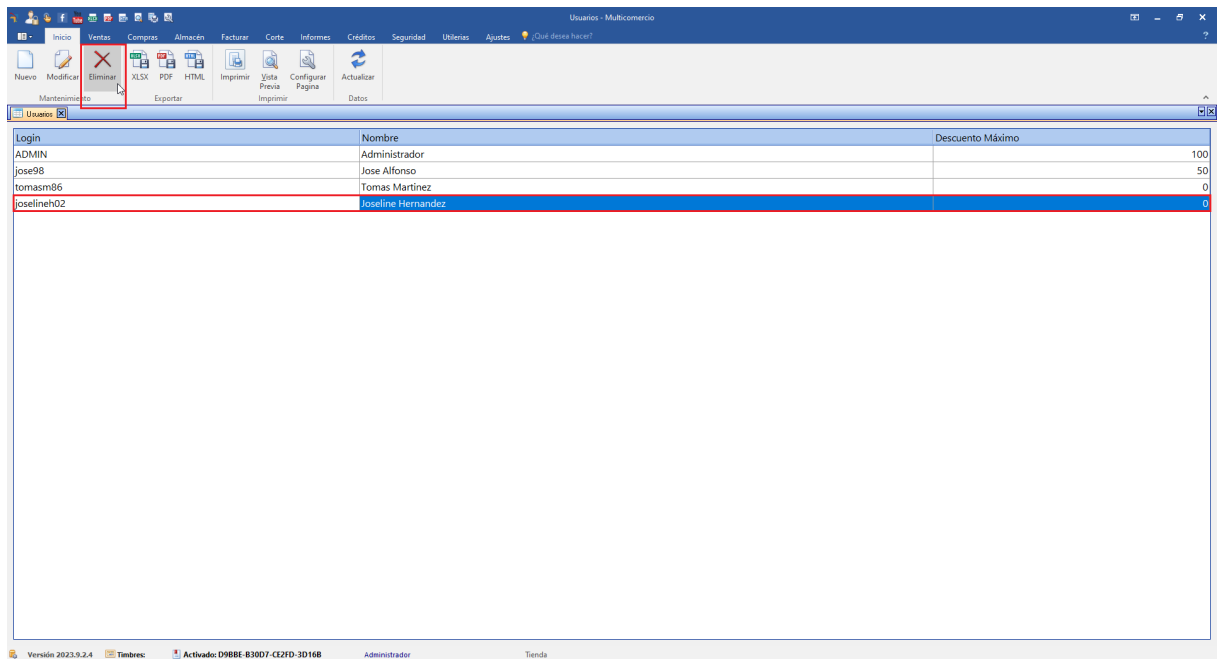 Usuarios - Multicomercio
Inicio Ventas Compras Almacén Facturar Corte Informes Créditos Seguridad Utilerias Ajustes ¿Qué desea hacer?
Nuevo Modificar Eliminar XLSX PDF HTML Imprimir Vista Previa Configurar Pagina Actualizar
Mantenimiento Exportar Imprimir Datos
Usuarios
Login Nombre Descuento Máximo
ADMIN Administrador 100
jose98 Jose Alfonso 50
tomasm86 Tomas Martinez 0
joselineh02 Joseline Hernandez 0
Versión 2023.9.2.4 Timbres: Activado: D9BBE-B30D7-CE2FD-3D16B Administrador Tienda